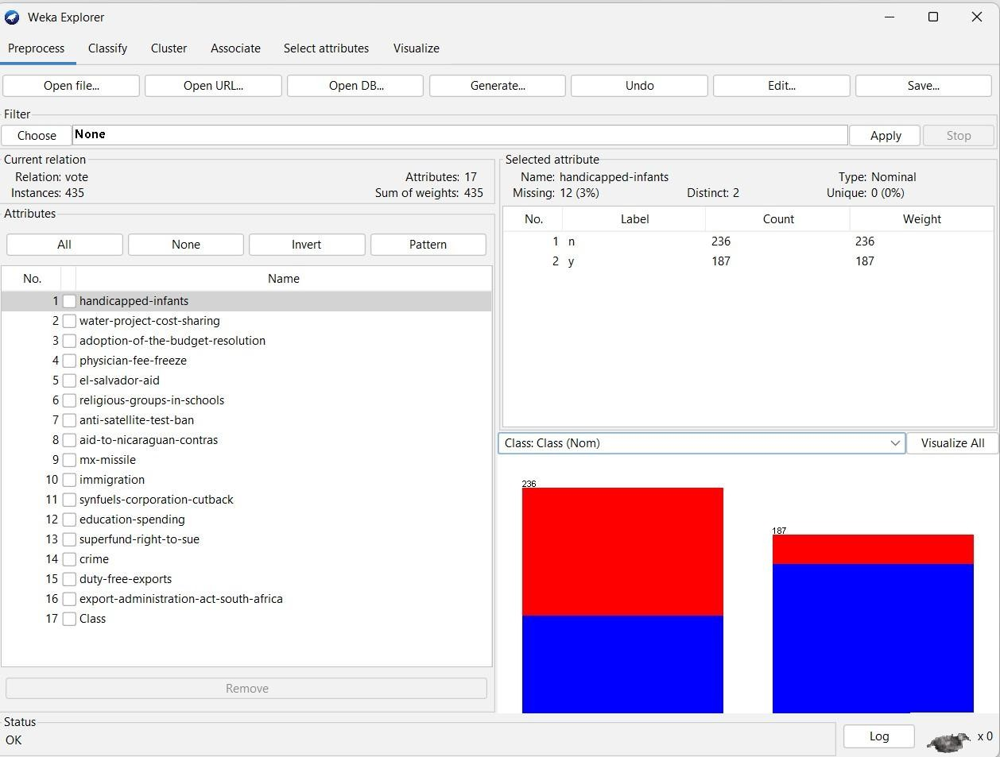 Weka Explorer
Preprocess Classify Cluster Associate Select attributes Visualize
Open file... Open URL... Open DB... Generate... Undo Edit... Save...
Filter
Choose None Apply Stop
Current relation
Relation: vote Attributes: 17
Instances: 435 Sum of weights: 435
Attributes
All None Invert Pattern
No. Name
1 handicapped-infants
2 water-project-cost-sharing
3 adoption-of-the-budget-resolution
4 physician-fee-freeze
5 el-salvador-aid
6 religious-groups-in-schools
7 anti-satellite-test-ban
8 aid-to-nicaraguan-contras
9 mx-missile
10 immigration
11 synfuels-corporation-cutback
12 education-spending
13 superfund-right-to-sue
14 crime
15 duty-free-exports
16 export-administration-act-south-africa
17 Class
Remove
Selected attribute
Name: handicapped-infants Type: Nominal
Missing: 12 (3%) Distinct: 2 Unique: 0 (0%)
No. Label Count Weight
1 n 236 236
2 y 187 187
Class: Class (Nom) Visualize All
236
187
Status
OK
Log x 0